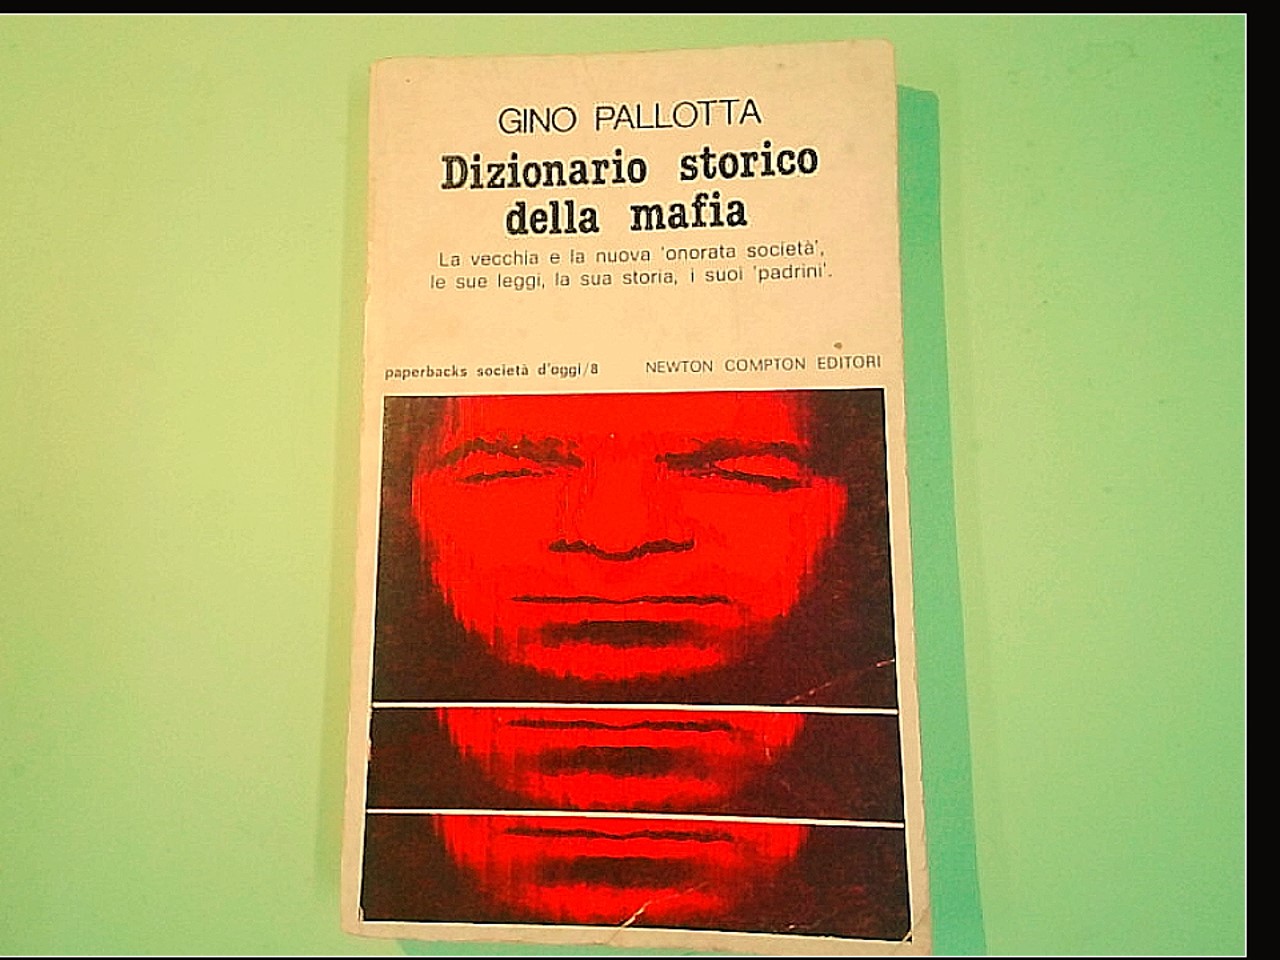 GINO PALLOTTA
Dizionario storico
della mafia
La vecchia e la nuova 'onorata società',
le sue leggi, la sua storia, i suoi 'padrini'.
paperbacks società d'oggi/8 NEWTON COMPTON EDITORI